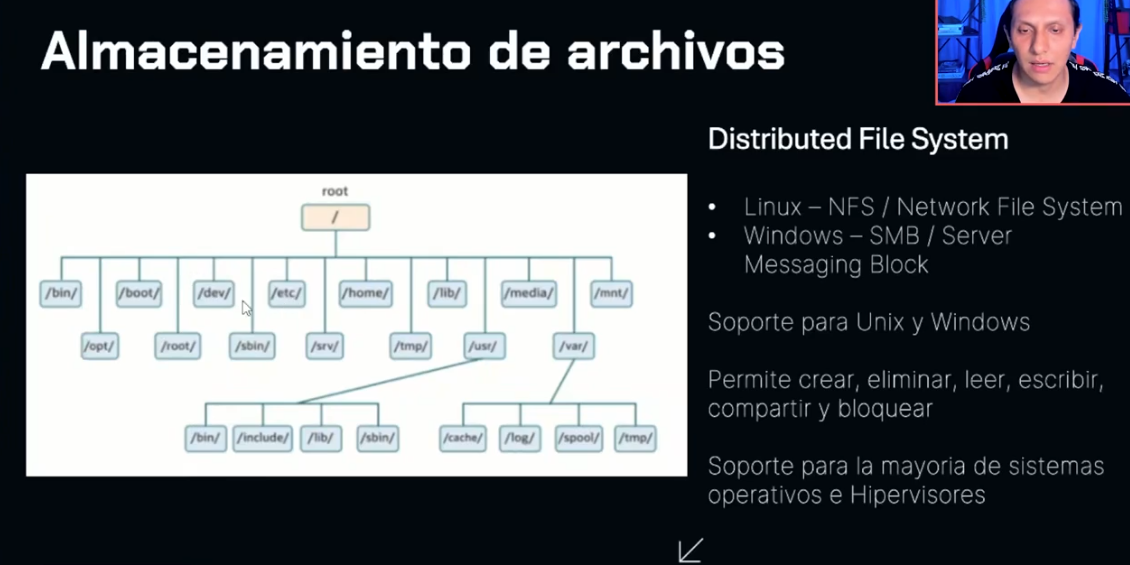 Almacenamiento de archivos
Distributed File System
• Linux – NFS / Network File System
• Windows – SMB / Server
Messaging Block
Soporte para Unix y Windows
Permite crear, eliminar, leer, escribir,
compartir y bloquear
Soporte para la mayoria de sistemas
operativos e Hipervisores
root
/
/bin/ /boot/ /dev/ /etc/ /home/ /lib/ /media/ /mnt/
/opt/ /root/ /sbin/ /srv/ /tmp/ /usr/ /var/
/bin/ /include/ /lib/ /sbin/ /cache/ /log/ /spool/ /tmp/